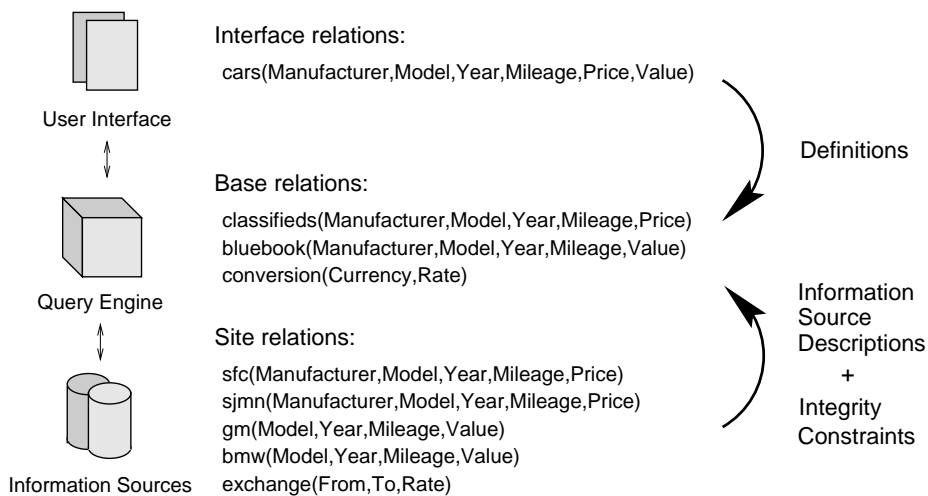 Interface relations:
cars(Manufacturer,Model,Year,Mileage,Price,Value)
User Interface
Definitions
Base relations:
classifieds(Manufacturer,Model,Year,Mileage,Price)
bluebook(Manufacturer,Model,Year,Mileage,Value)
conversion(Currency,Rate)
Query Engine
Information
Source
Descriptions
+
Integrity
Constraints
Site relations:
sfc(Manufacturer,Model,Year,Mileage,Price)
sjmn(Manufacturer,Model,Year,Mileage,Price)
gm(Model,Year,Mileage,Value)
bmw(Model,Year,Mileage,Value)
exchange(From,To,Rate)
Information Sources